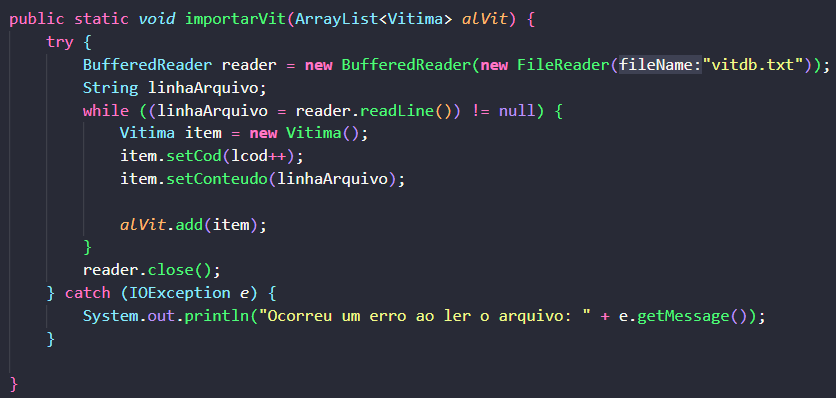 public static void importarVit(ArrayList<Vitima> alVit) {
try {
BufferedReader reader = new BufferedReader(new FileReader(fileName:"vitdb.txt"));
String linhaArquivo;
while ((linhaArquivo = reader.readLine()) != null) {
Vitima item = new Vitima();
item.setCod(lcod++);
item.setConteudo(linhaArquivo);
alVit.add(item);
}
reader.close();
} catch (IOException e) {
System.out.println("Ocorreu um erro ao ler o arquivo: " + e.getMessage());
}
}